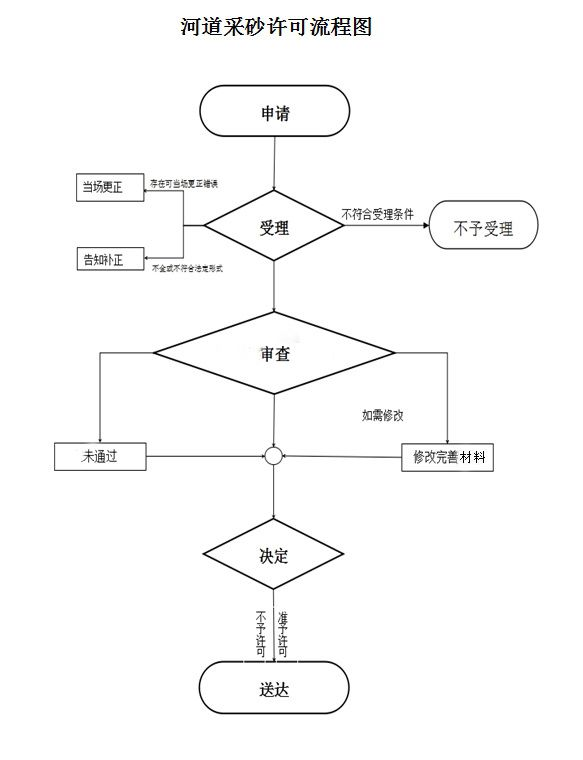 河道采砂许可流程图
申请
当场更正
存在可当场更正错误
受理
不符合受理条件
不予受理
告知补正
不全或不符合法定形式
审查
如需修改
未通过
修改完善材料
决定
不予许可
准予许可
送达